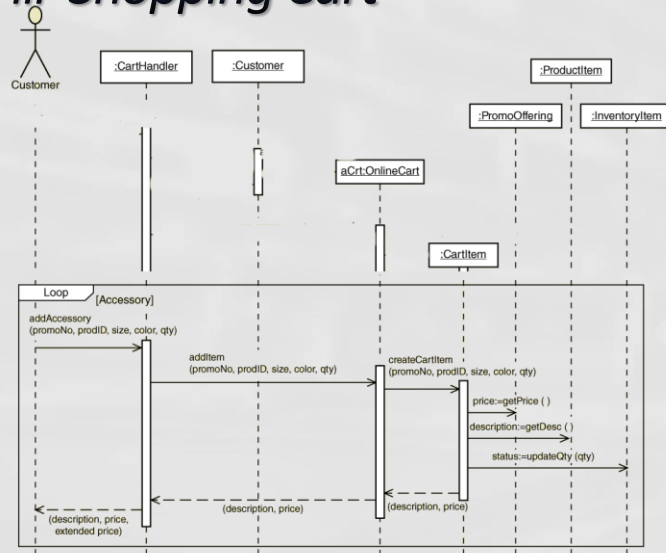 Shopping Cart
Customer
:CartHandler
:Customer
:ProductItem
:PromoOffering
:InventoryItem
aCrt:OnlineCart
:CartItem
Loop
[Accessory]
addAccessory
(promoNo, prodID, size, color, qty)
addItem
(promoNo, prodID, size, color, qty)
createCartItem
(promoNo, prodID, size, color, qty)
price:=getPrice ( )
description:=getDesc ( )
status:=updateQty (qty)
(description, price)
(description, price)
(description, price,
extended price)